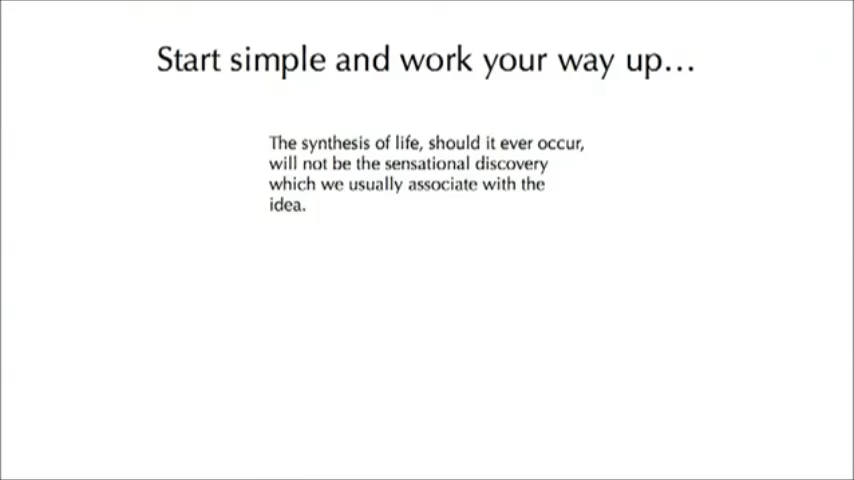 Start simple and work your way up...
The synthesis of life, should it ever occur,
will not be the sensational discovery
which we usually associate with the
idea.